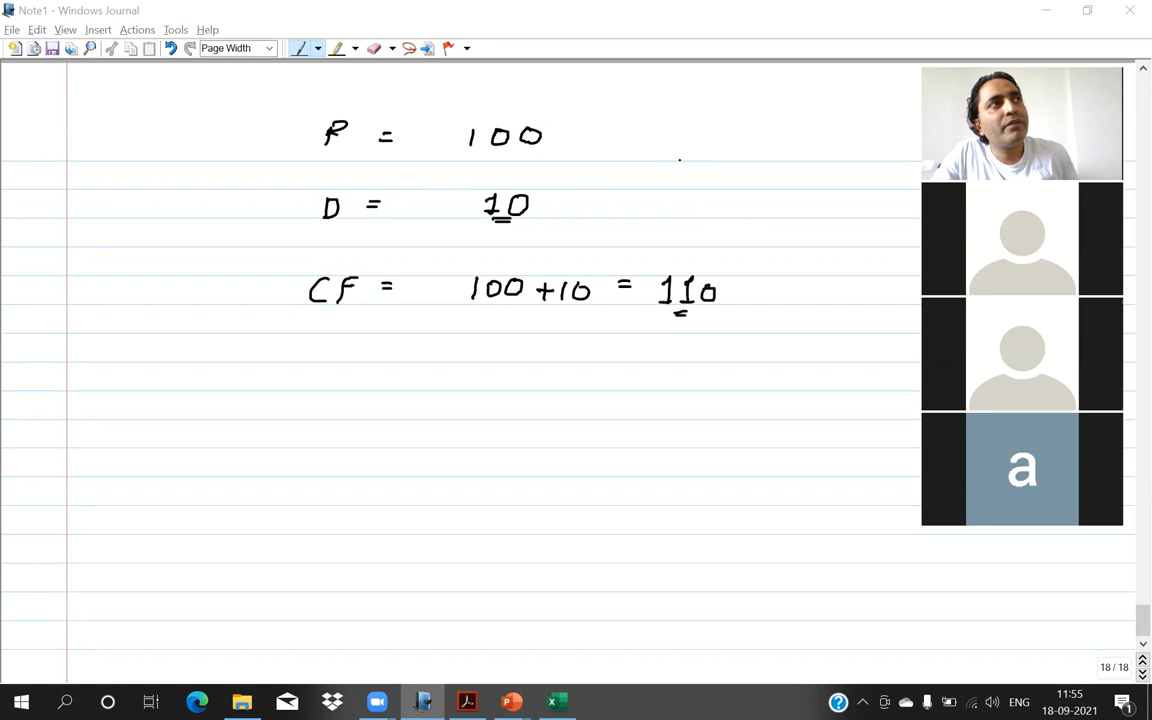 Note1 - Windows Journal
File Edit View Insert Actions Tools Help
Page Width
P = 100
D = 10
CF = 100 + 10 = 110
a
18 / 18
ENG
11:55
18-09-2021
1